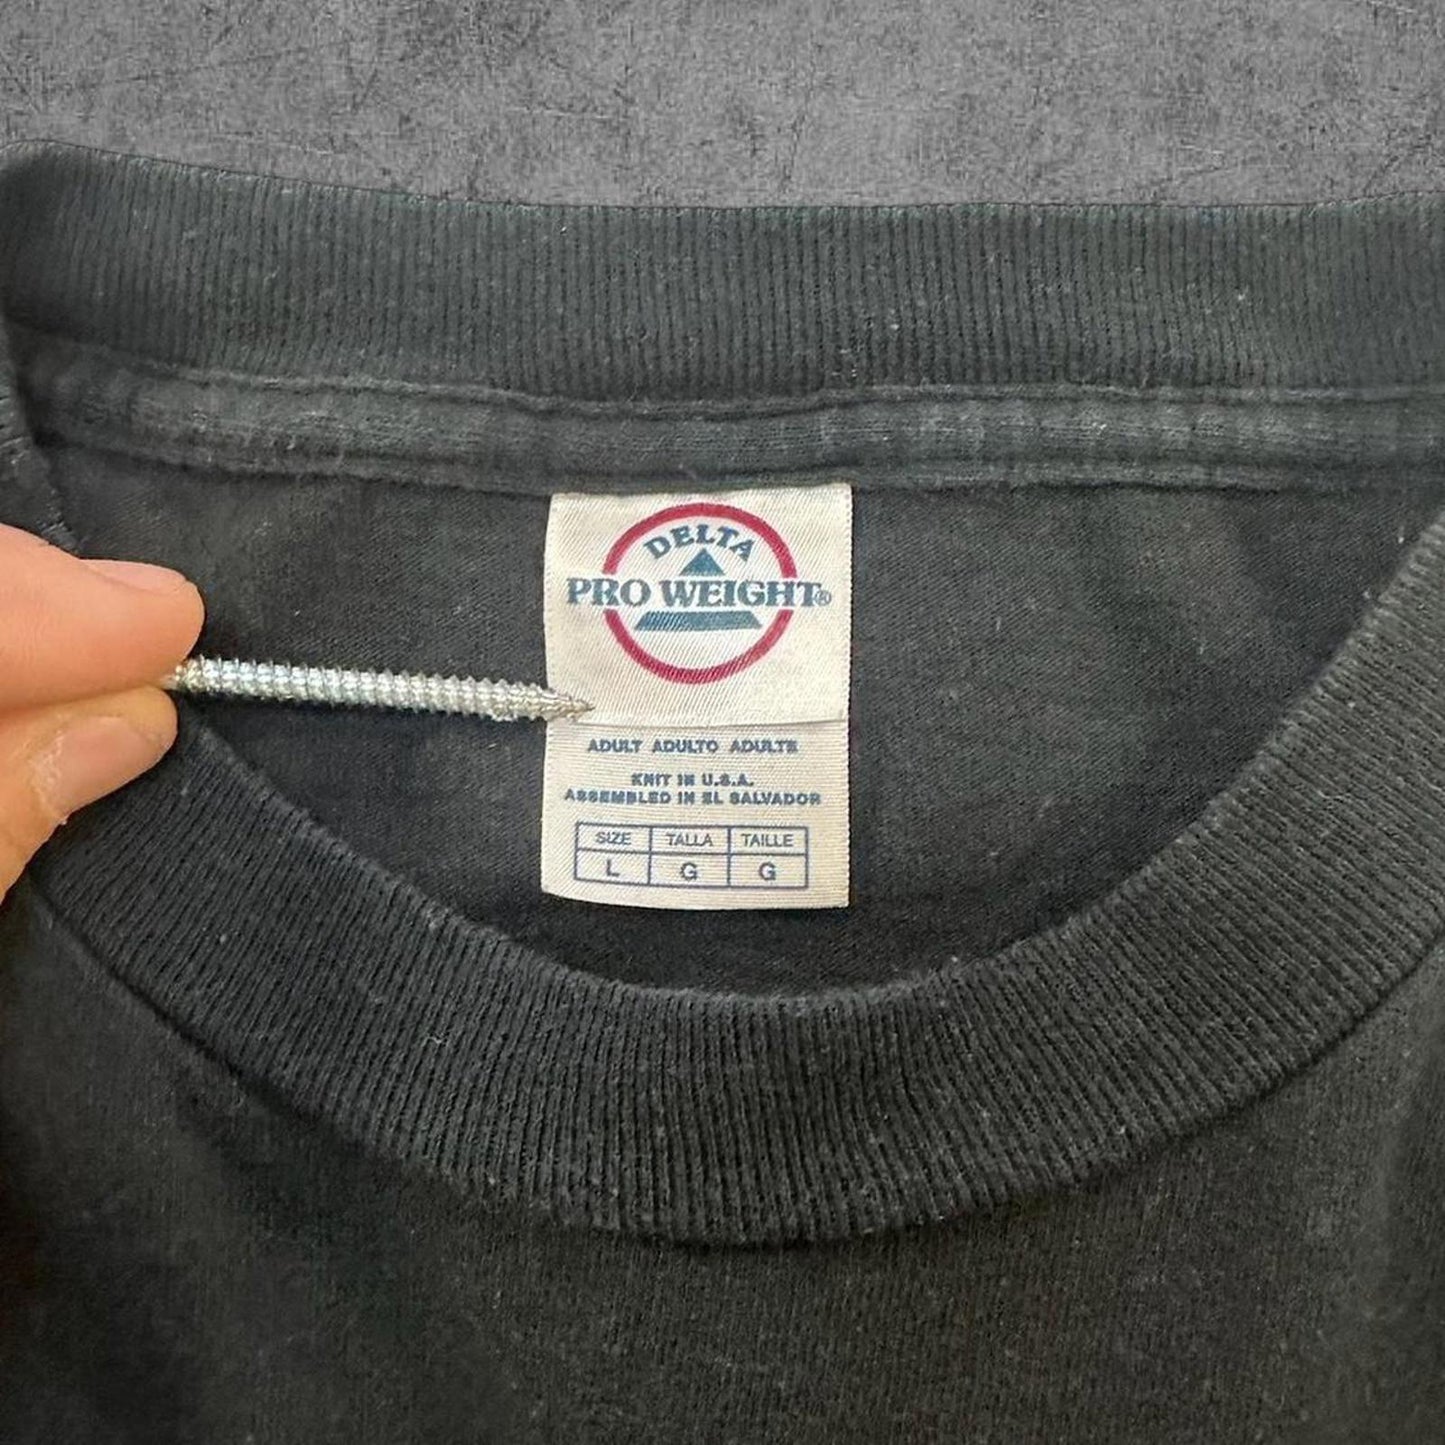 DELTA
PRO WEIGHT®
ADULT ADULTO ADULTE
KNIT IN U.S.A.
ASSEMBLED IN EL SALVADOR
SIZE TALLA TAILLE
L G G